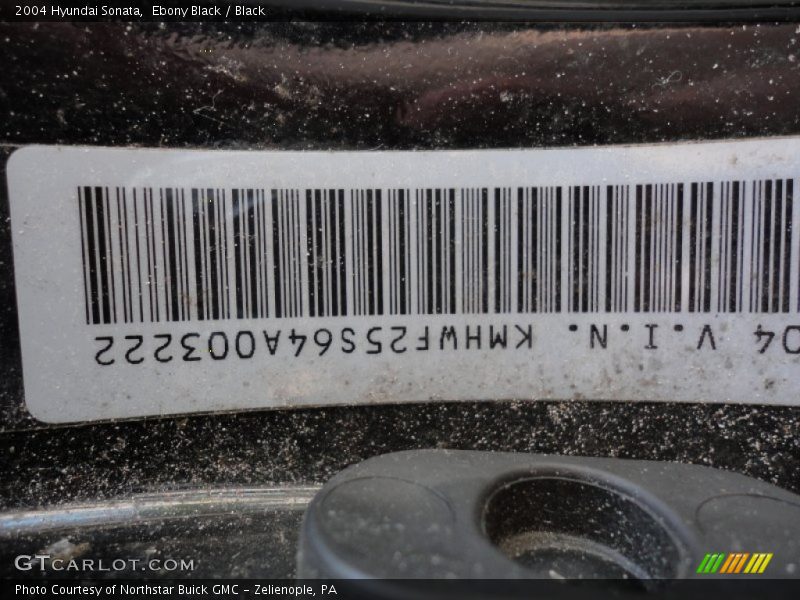 2004 Hyundai Sonata, Ebony Black / Black
04 V.I.N. KMHWF25S64A003222
GTCARLOT.COM
Photo Courtesy of Northstar Buick GMC - Zelienople, PA